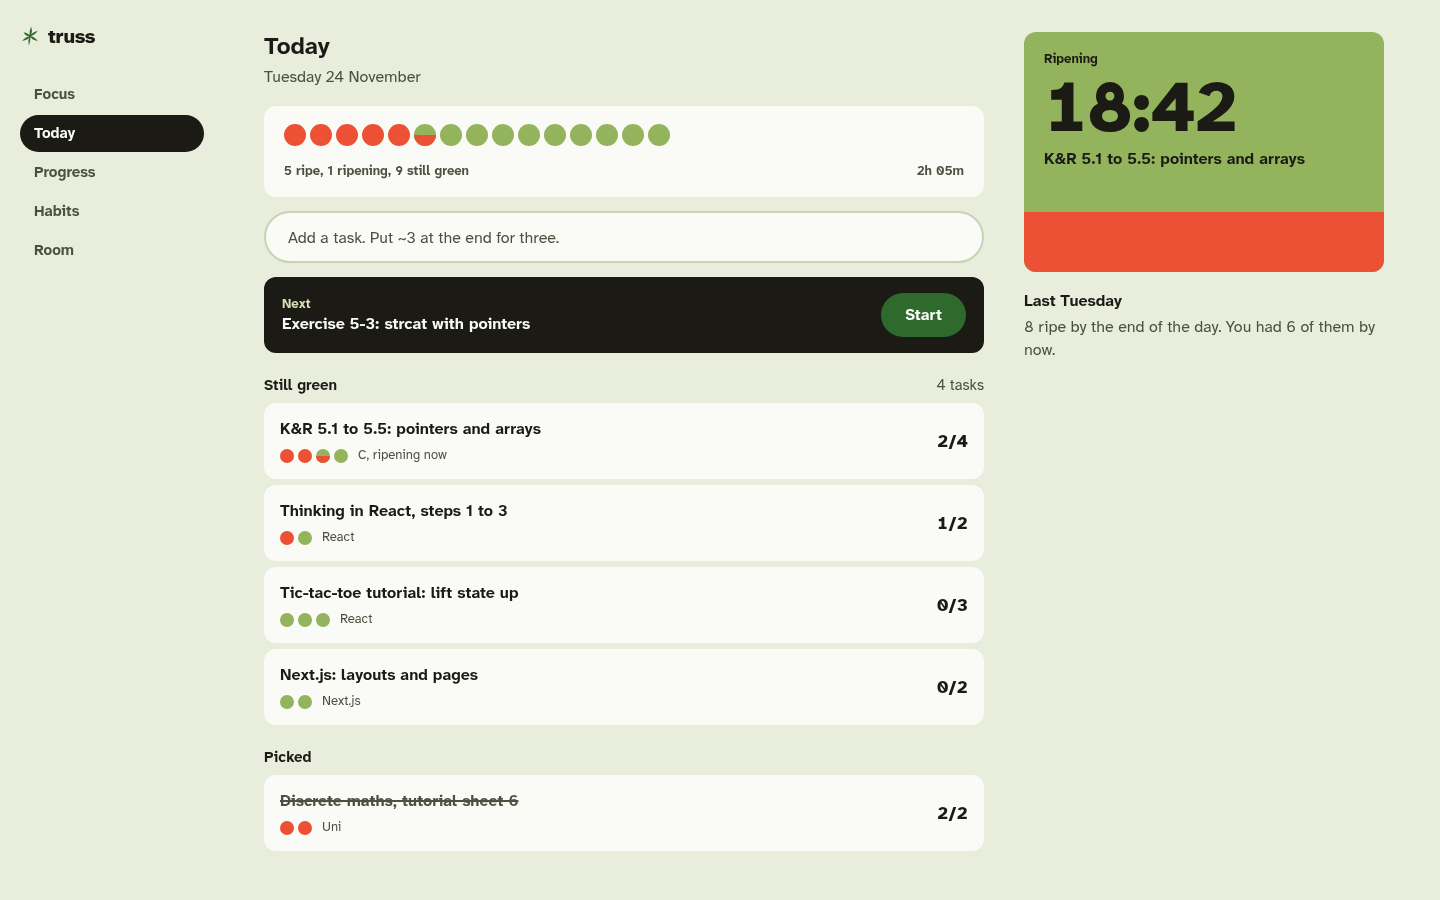 truss
Focus
Today
Progress
Habits
Room
Today
Tuesday 24 November
5 ripe, 1 ripening, 9 still green
2h 05m
Add a task. Put ~3 at the end for three.
Next
Exercise 5-3: strcat with pointers
Start
Still green
4 tasks
K&R 5.1 to 5.5: pointers and arrays
C, ripening now
2/4
Thinking in React, steps 1 to 3
React
1/2
Tic-tac-toe tutorial: lift state up
React
0/3
Next.js: layouts and pages
Next.js
0/2
Picked
Discrete maths, tutorial sheet 6
Uni
2/2
Ripening
18:42
K&R 5.1 to 5.5: pointers and arrays
Last Tuesday
8 ripe by the end of the day. You had 6 of them by
now.